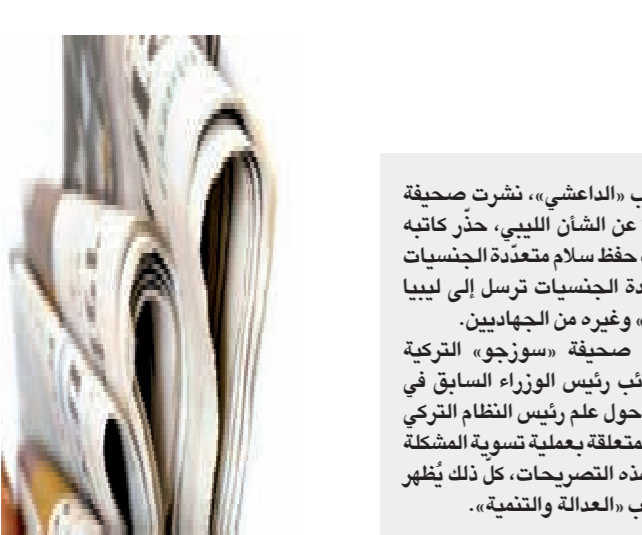 ب «الداعشي»، نشرت صحيفة
عن الشأن الليبي، حذّر كاتبه
حفظ سلام متعدّدة الجنسيات
دة الجنسيات ترسل إلى ليبيا
» وغيره من الجهاديين.
صحيفة «سوزجو» التركية
ئب رئيس الوزراء السابق في
حول علم رئيس النظام التركي
متعلقة بعملية تسوية المشكلة
هذه التصريحات، كلّ ذلك يُظهر
ب «العدالة والتنمية».